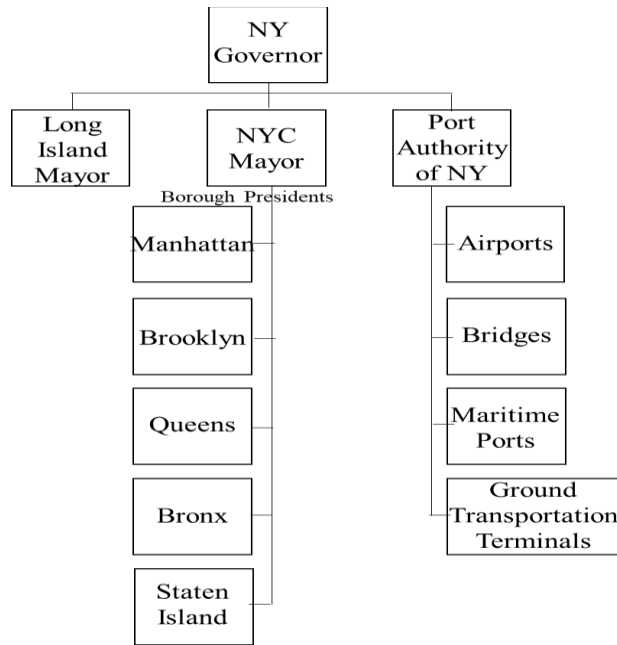 NY
Governor
Long
Island
Mayor
NYC
Mayor
Port
Authority
of NY
Borough Presidents
Manhattan
Brooklyn
Queens
Bronx
Staten
Island
Airports
Bridges
Maritime
Ports
Ground
Transportation
Terminals